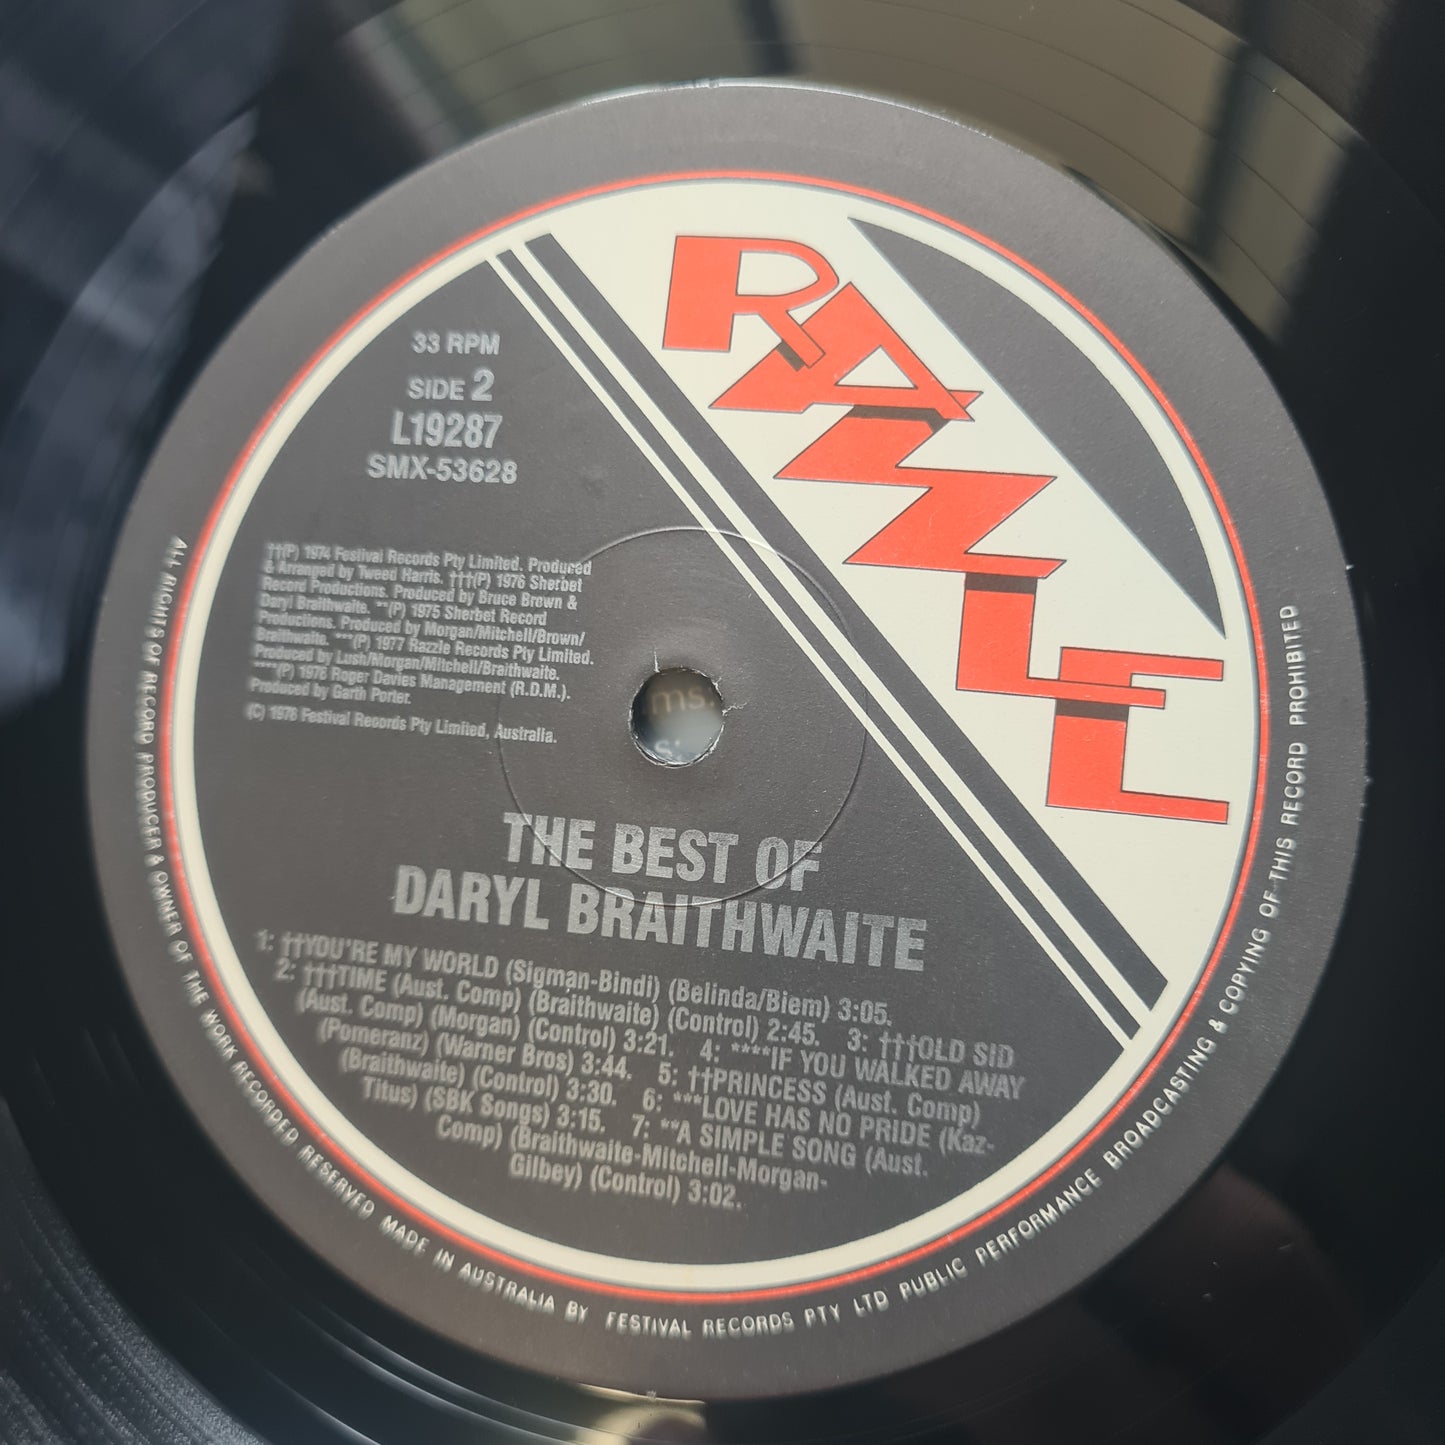 RAZZLE
33 RPM
SIDE 2
L19287
SMX-53628
††(P) 1974 Festival Records Pty Limited. Produced
& Arranged by Tweed Harris. †††(P) 1976 Sherbet
Record Productions. Produced by Bruce Brown &
Daryl Braithwaite. **(P) 1975 Sherbet Record
Productions. Produced by Morgan/Mitchell/Brown/
Braithwaite. ***(P) 1977 Razzle Records Pty Limited.
Produced by Lush/Morgan/Mitchell/Braithwaite.
****(P) 1978 Roger Davies Management (R.D.M.).
Produced by Garth Porter.
(C) 1978 Festival Records Pty Limited, Australia.
ms.
s:
THE BEST OF
DARYL BRAITHWAITE
1: ††YOU'RE MY WORLD (Sigman-Bindi) (Belinda/Biem) 3:05.
2: †††TIME (Aust. Comp) (Braithwaite) (Control) 2:45. 3: †††OLD SID
(Aust. Comp) (Morgan) (Control) 3:21. 4: ****IF YOU WALKED AWAY
(Pomeranz) (Warner Bros) 3:44. 5: ††PRINCESS (Aust. Comp)
(Braithwaite) (Control) 3:30. 6: ***LOVE HAS NO PRIDE (Kaz-
Titus) (SBK Songs) 3:15. 7: **A SIMPLE SONG (Aust.
Comp) (Braithwaite-Mitchell-Morgan-
Gilbey) (Control) 3:02.
ALL RIGHTS OF RECORD PRODUCER & OWNER OF THE WORK RECORDED RESERVED MADE IN AUSTRALIA BY FESTIVAL RECORDS PTY LTD PUBLIC PERFORMANCE BROADCASTING & COPYING OF THIS RECORD PROHIBITED